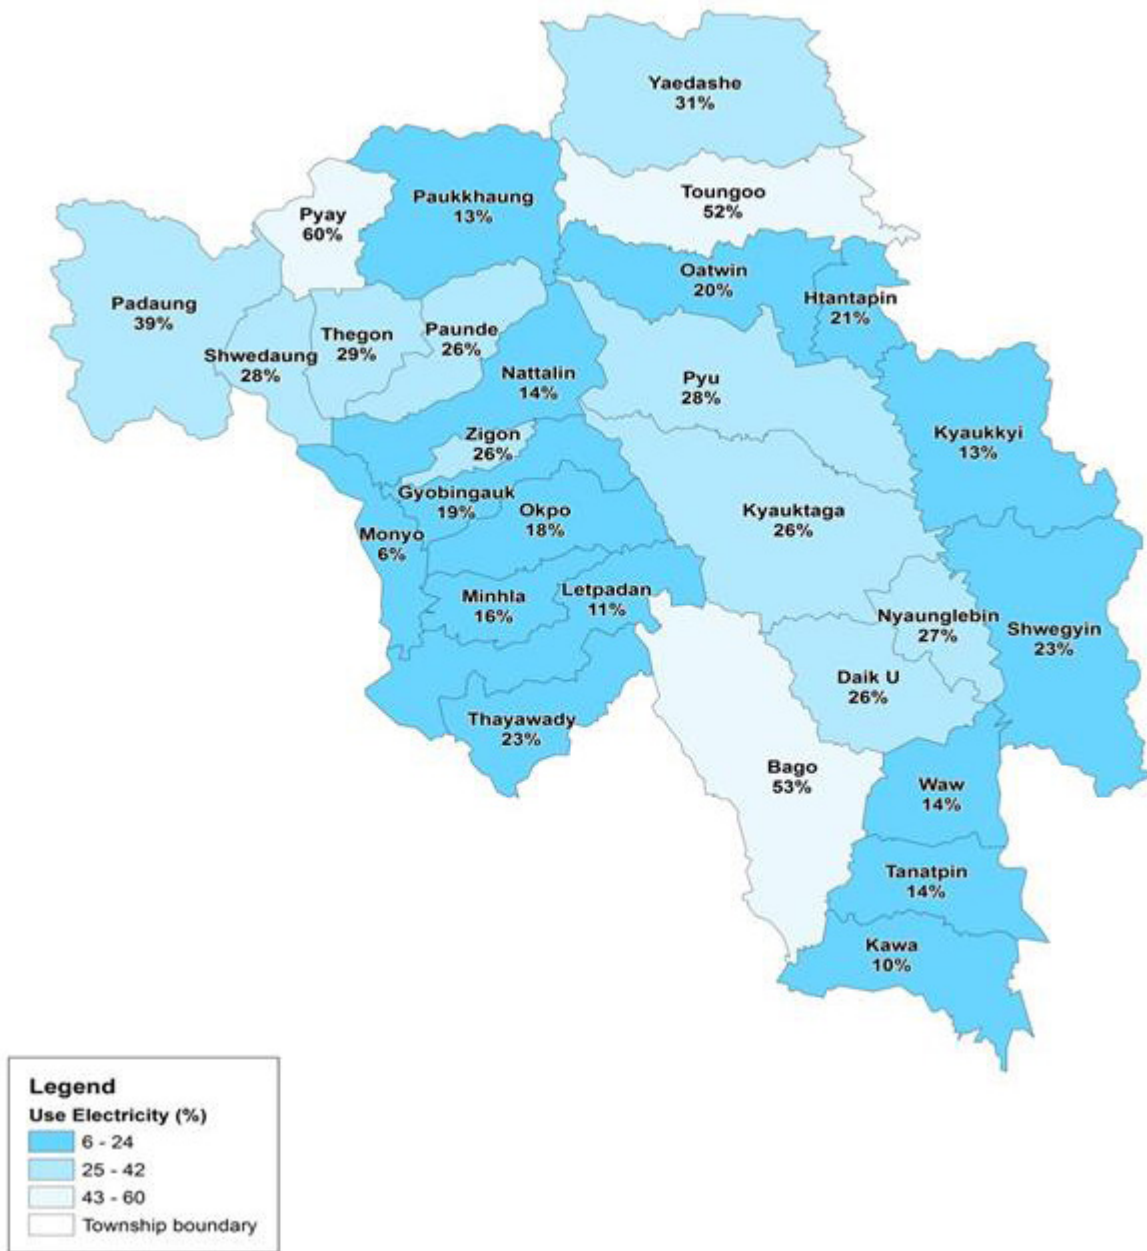 Yaedashe
31%
Toungoo
52%
Paukkhaung
13%
Pyay
60%
Oatwin
20%
Htantapin
21%
Padaung
39%
Shwedaung
28%
Thegon
29%
Paunde
26%
Nattalin
14%
Pyu
28%
Kyaukkyi
13%
Zigon
26%
Gyobingauk
19%
Okpo
18%
Kyauktaga
26%
Monyo
6%
Minhla
16%
Letpadan
11%
Nyaunglebin
27%
Shwegyin
23%
Daik U
26%
Thayawady
23%
Bago
53%
Waw
14%
Tanatpin
14%
Kawa
10%
Legend
Use Electricity (%)
6 - 24
25 - 42
43 - 60
Township boundary